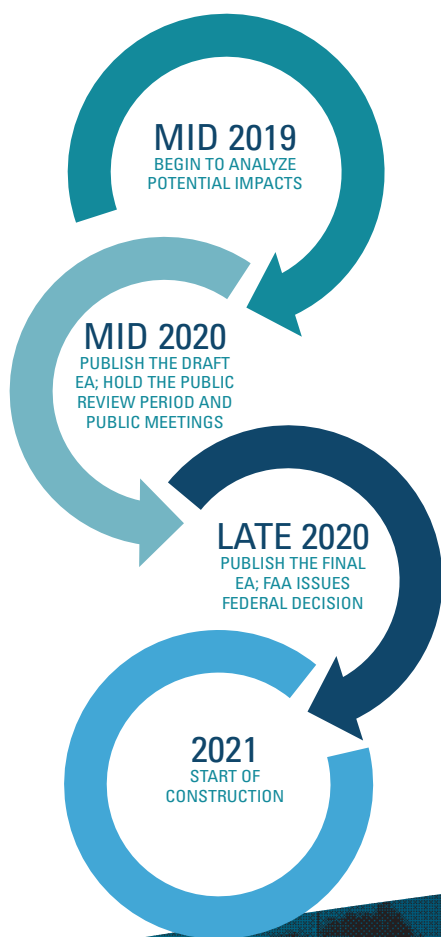 MID 2019
BEGIN TO ANALYZE
POTENTIAL IMPACTS
MID 2020
PUBLISH THE DRAFT
EA; HOLD THE PUBLIC
REVIEW PERIOD AND
PUBLIC MEETINGS
LATE 2020
PUBLISH THE FINAL
EA; FAA ISSUES
FEDERAL DECISION
2021
START OF
CONSTRUCTION